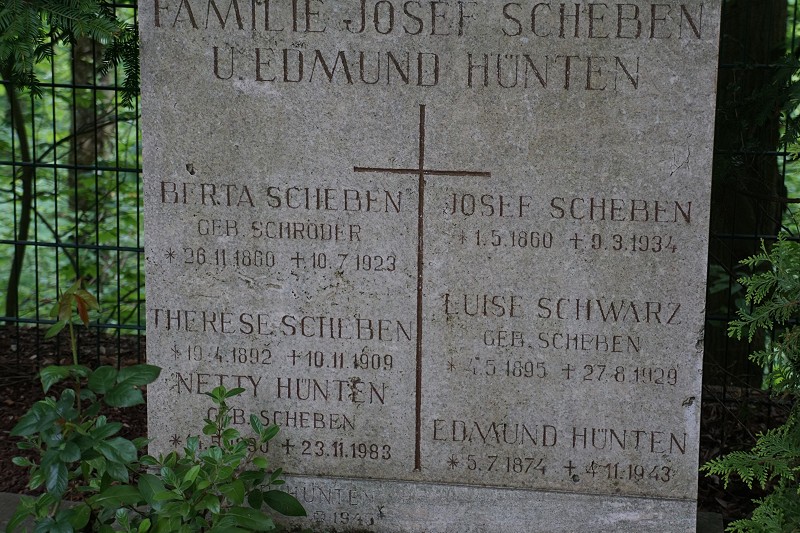 FAMILIE JOSEF SCHEBEN
U. EDMUND HÜNTEN
BERTA SCHEBEN
GEB. SCHRÖDER
* 26.11.1860 + 10.7.1923
JOSEF SCHEBEN
* 1.5.1860 + 9.3.1934
THERESE SCHEBEN
* 19.4.1892 + 10.11.1909
LUISE SCHWARZ
GEB. SCHEBEN
* 4.5.1895 + 27.8.1929
NETTY HÜNTEN
GEB. SCHEBEN
+ 23.11.1983
EDMUND HÜNTEN
* 5.7.1874 + 4.11.1943
HÜNTEN